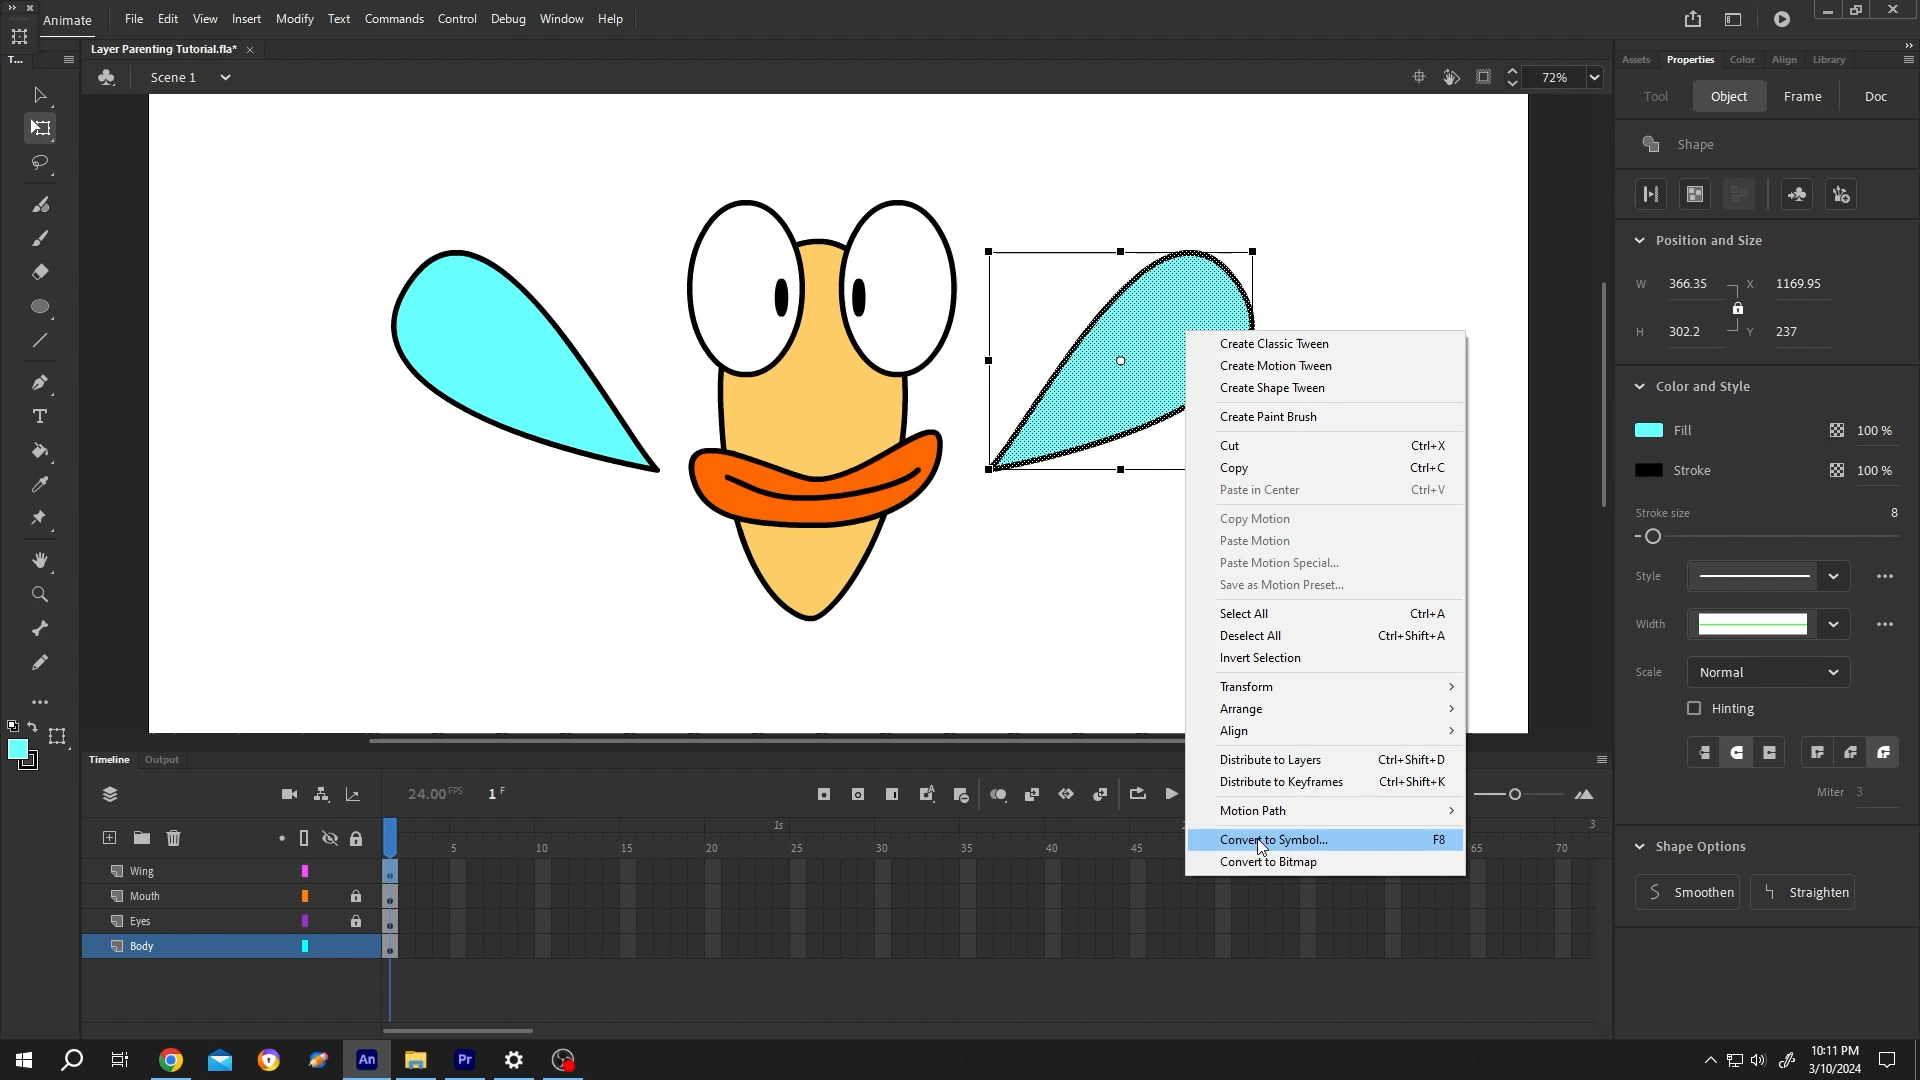 Animate
File Edit View Insert Modify Text Commands Control Debug Window Help
Layer Parenting Tutorial.fla*
T...
Scene 1
72%
Assets Properties Color Align Library
Tool Object Frame Doc
Shape
Position and Size
W 366.35 X 1169.95
H 302.2 Y 237
Color and Style
Fill 100 %
Stroke 100 %
Stroke size 8
Style
Width
Scale Normal
Hinting
Miter 3
Shape Options
Smoothen Straighten
Create Classic Tween
Create Motion Tween
Create Shape Tween
Create Paint Brush
Cut Ctrl+X
Copy Ctrl+C
Paste in Center Ctrl+V
Copy Motion
Paste Motion
Paste Motion Special...
Save as Motion Preset...
Select All Ctrl+A
Deselect All Ctrl+Shift+A
Invert Selection
Transform
Arrange
Align
Distribute to Layers Ctrl+Shift+D
Distribute to Keyframes Ctrl+Shift+K
Motion Path
Convert to Symbol... F8
Convert to Bitmap
Timeline Output
24.00 FPS 1 F
1s 3
5 10 15 20 25 30 35 40 45 65 70
Wing
Mouth
Eyes
Body
An Pr
10:11 PM
3/10/2024